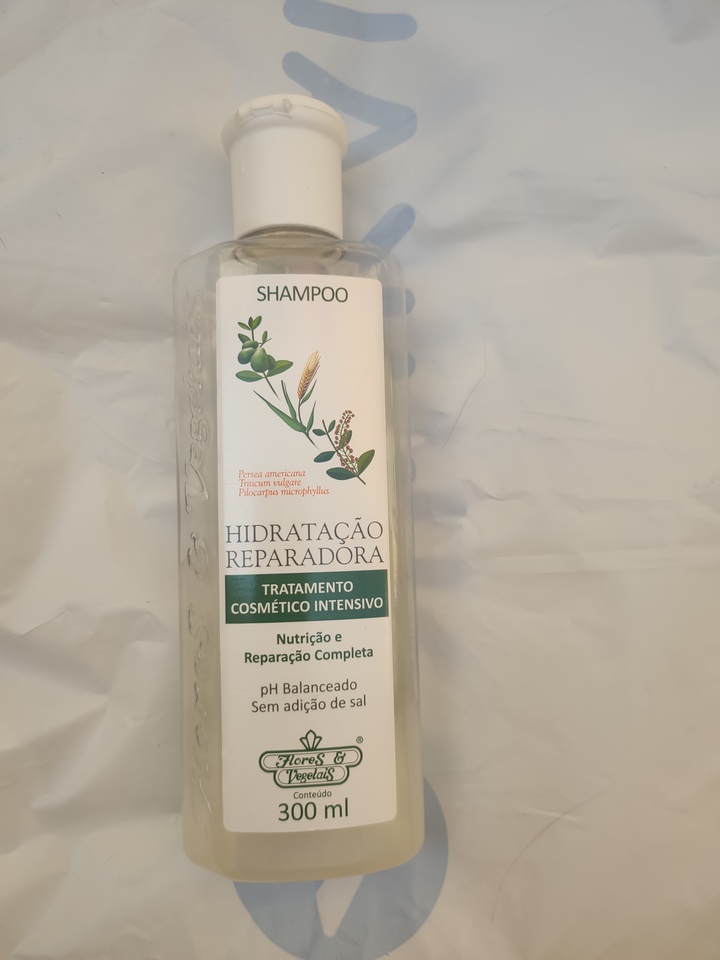 SHAMPOO
Persea americana
Triticum vulgare
Pilocarpus microphyllus
HIDRATAÇÃO
REPARADORA
TRATAMENTO
COSMÉTICO INTENSIVO
Nutrição e
Reparação Completa
pH Balanceado
Sem adição de sal
Flores &
Vegetais
®
Conteúdo
300 ml